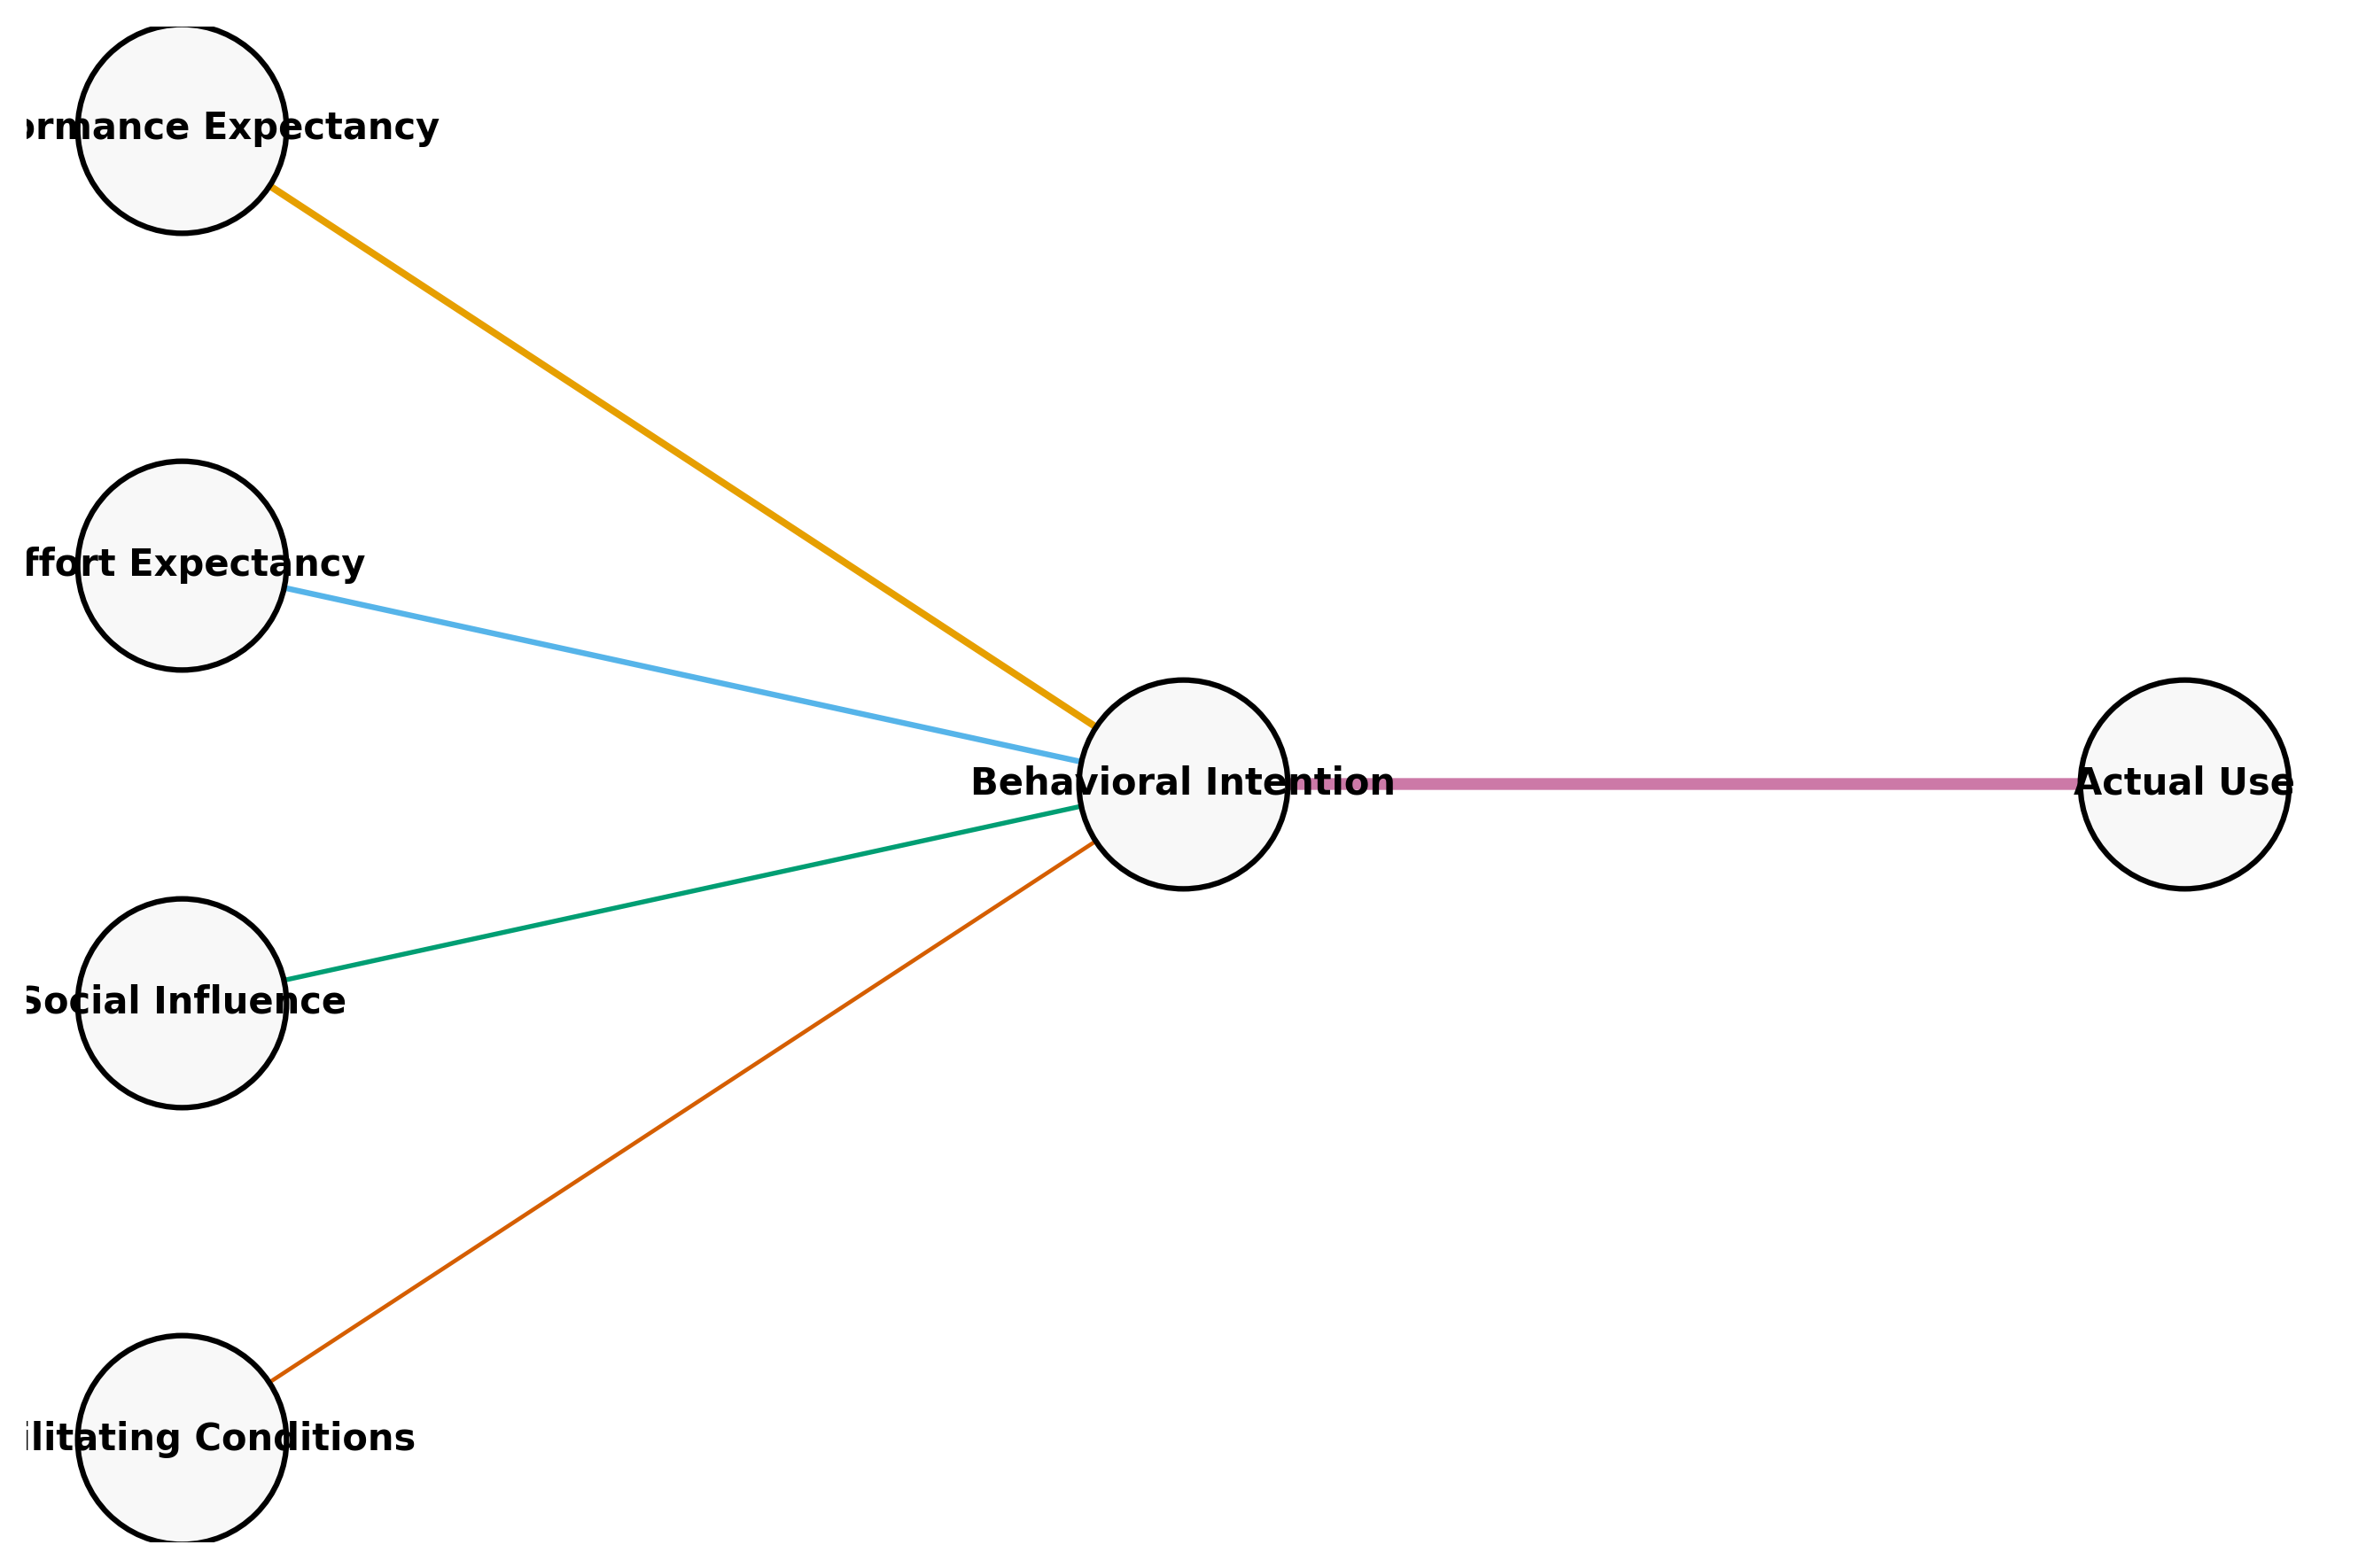 ormance Expectancy
ffort Expectancy
Behavioral Intention
Actual Use
Social Influence
ilitating Conditions